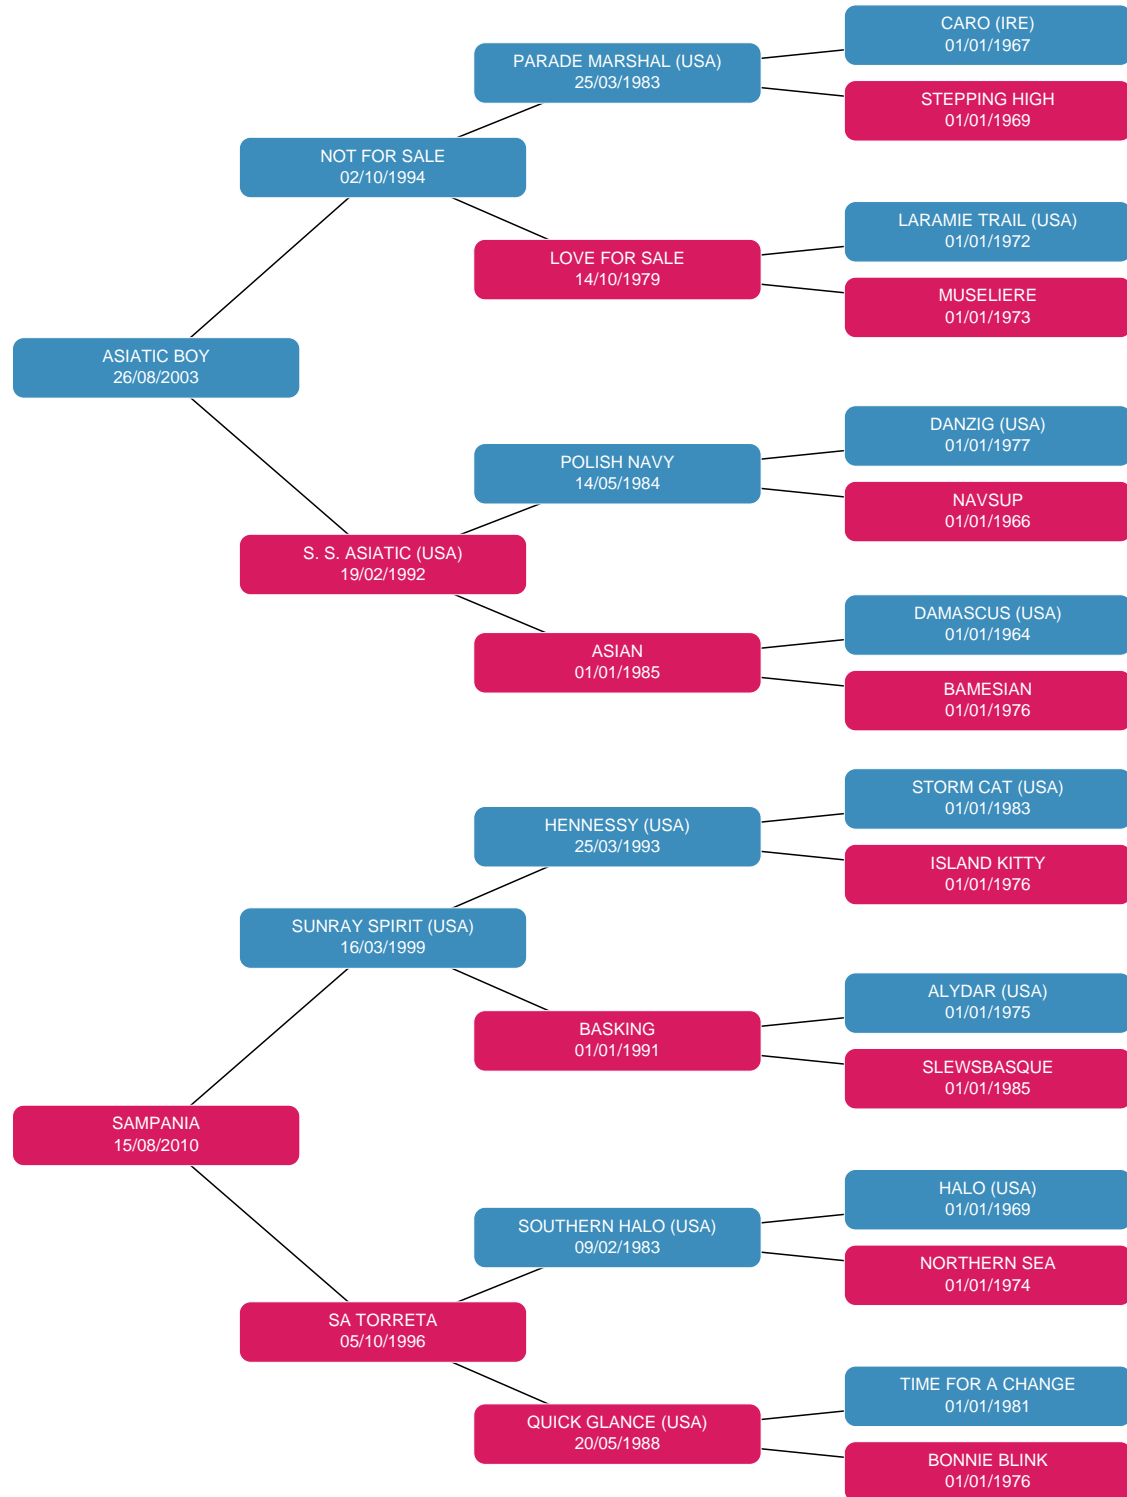 CARO (IRE)
01/01/1967
PARADE MARSHAL (USA)
25/03/1983
STEPPING HIGH
01/01/1969
NOT FOR SALE
02/10/1994
LARAMIE TRAIL (USA)
01/01/1972
LOVE FOR SALE
14/10/1979
MUSELIERE
01/01/1973
ASIATIC BOY
26/08/2003
DANZIG (USA)
01/01/1977
POLISH NAVY
14/05/1984
NAVSUP
01/01/1966
S. S. ASIATIC (USA)
19/02/1992
DAMASCUS (USA)
01/01/1964
ASIAN
01/01/1985
BAMESIAN
01/01/1976
STORM CAT (USA)
01/01/1983
HENNESSY (USA)
25/03/1993
ISLAND KITTY
01/01/1976
SUNRAY SPIRIT (USA)
16/03/1999
ALYDAR (USA)
01/01/1975
BASKING
01/01/1991
SLEWSBASQUE
01/01/1985
SAMPANIA
15/08/2010
HALO (USA)
01/01/1969
SOUTHERN HALO (USA)
09/02/1983
NORTHERN SEA
01/01/1974
SA TORRETA
05/10/1996
TIME FOR A CHANGE
01/01/1981
QUICK GLANCE (USA)
20/05/1988
BONNIE BLINK
01/01/1976